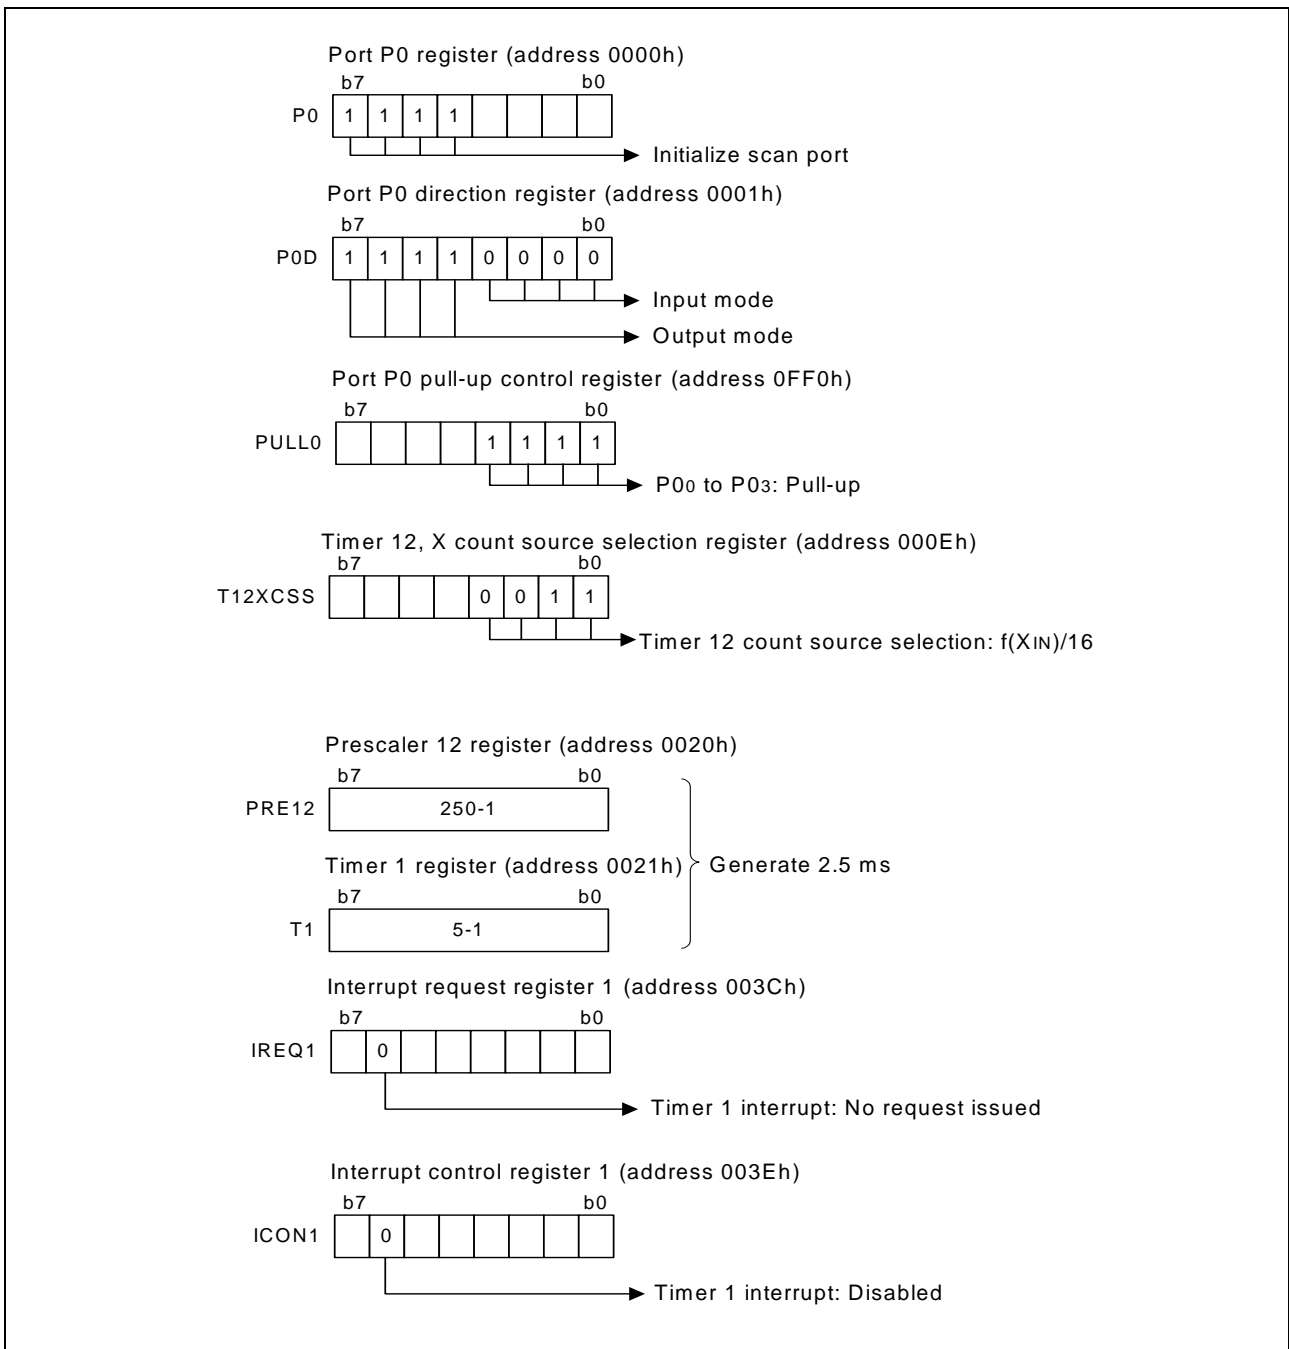 Port P0 register (address 0000h)
b7 b0
P0 1 1 1 1
Initialize scan port
Port P0 direction register (address 0001h)
b7 b0
P0D 1 1 1 1 0 0 0 0
Input mode
Output mode
Port P0 pull-up control register (address 0FF0h)
b7 b0
PULL0 1 1 1 1
P00 to P03: Pull-up
Timer 12, X count source selection register (address 000Eh)
b7 b0
T12XCSS 0 0 1 1
Timer 12 count source selection: f(XIN)/16
Prescaler 12 register (address 0020h)
b7 b0
PRE12 250-1
Timer 1 register (address 0021h)
Generate 2.5 ms
b7 b0
T1 5-1
Interrupt request register 1 (address 003Ch)
b7 b0
IREQ1 0
Timer 1 interrupt: No request issued
Interrupt control register 1 (address 003Eh)
b7 b0
ICON1 0
Timer 1 interrupt: Disabled